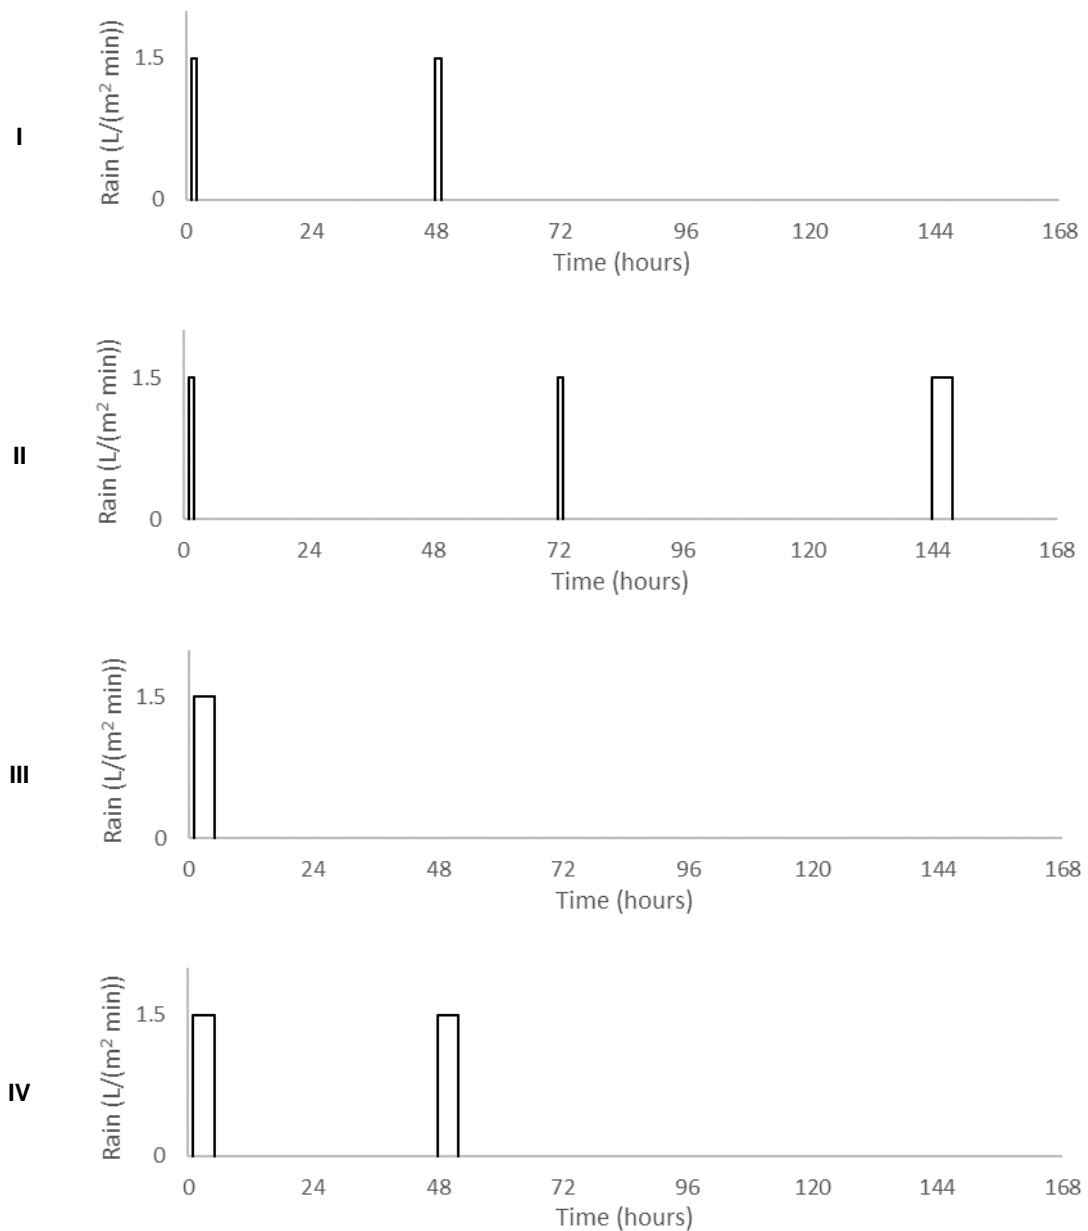 Rain (L/(m² min))
1.5
I
0
0 24 48 72 96 120 144 168
Time (hours)
Rain (L/(m² min))
1.5
II
0
0 24 48 72 96 120 144 168
Time (hours)
Rain (L/(m² min))
1.5
III
0
0 24 48 72 96 120 144 168
Time (hours)
Rain (L/(m² min))
1.5
IV
0
0 24 48 72 96 120 144 168
Time (hours)